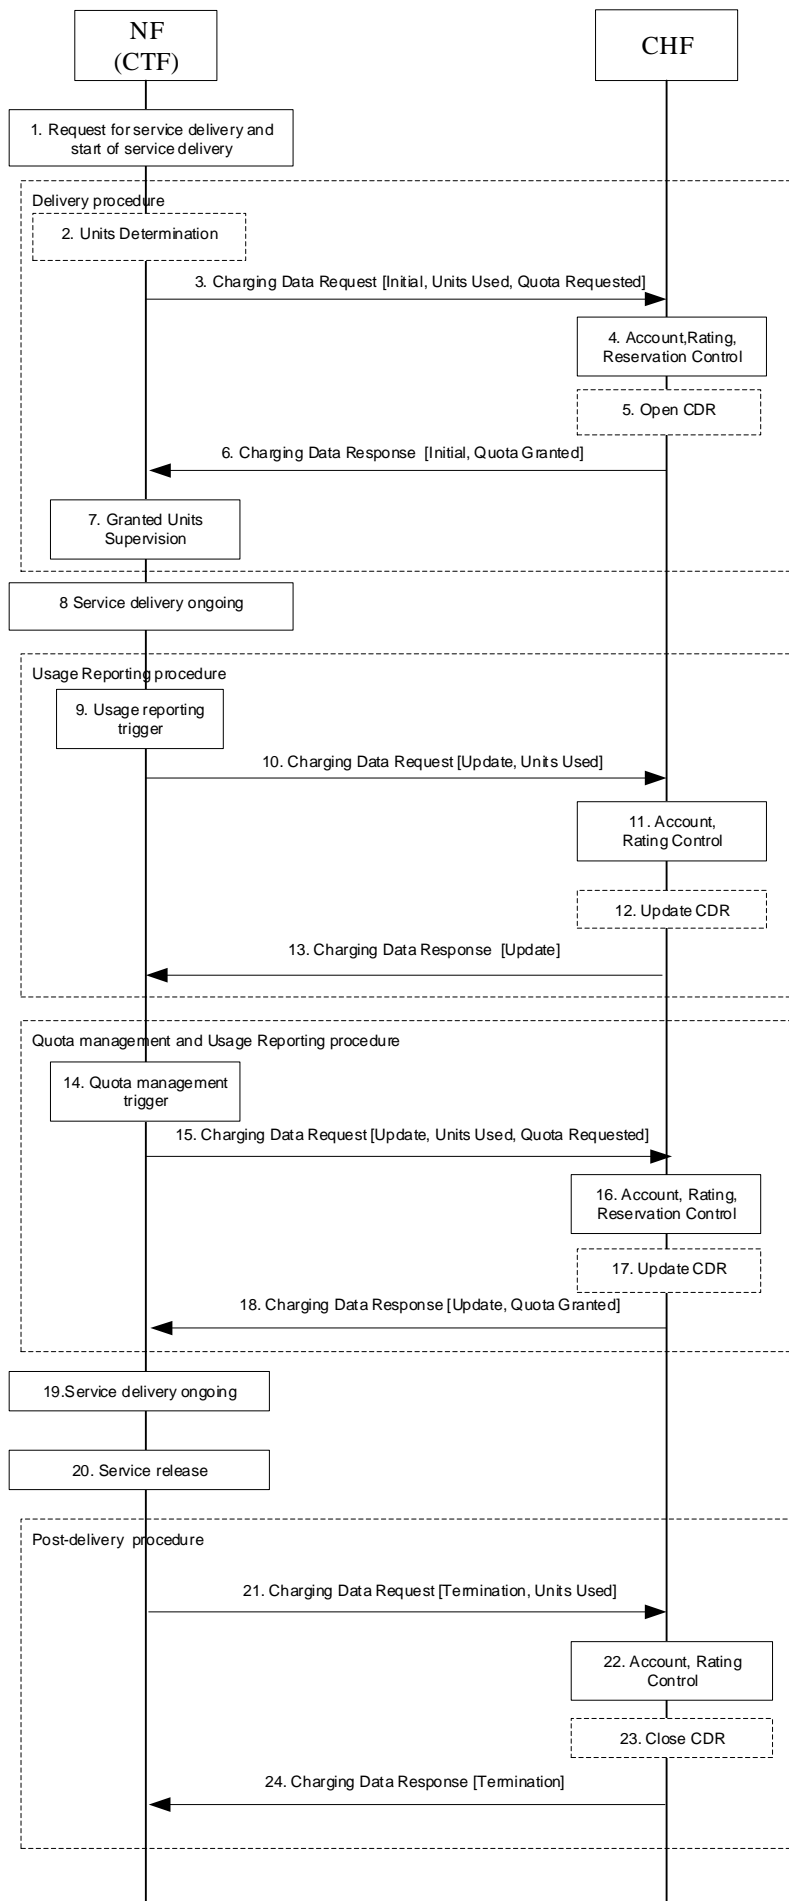 NF
(CTF)
CHF
1. Request for service delivery and
start of service delivery
Delivery procedure
2. Units Determination
3. Charging Data Request [Initial, Units Used, Quota Requested]
4. Account,Rating,
Reservation Control
5. Open CDR
6. Charging Data Response [Initial, Quota Granted]
7. Granted Units
Supervision
8 Service delivery ongoing
Usage Reporting procedure
9. Usage reporting
trigger
10. Charging Data Request [Update, Units Used]
11. Account,
Rating Control
12. Update CDR
13. Charging Data Response [Update]
Quota management and Usage Reporting procedure
14. Quota management
trigger
15. Charging Data Request [Update, Units Used, Quota Requested]
16. Account, Rating,
Reservation Control
17. Update CDR
18. Charging Data Response [Update, Quota Granted]
19.Service delivery ongoing
20. Service release
Post-delivery procedure
21. Charging Data Request [Termination, Units Used]
22. Account, Rating
Control
23. Close CDR
24. Charging Data Response [Termination]